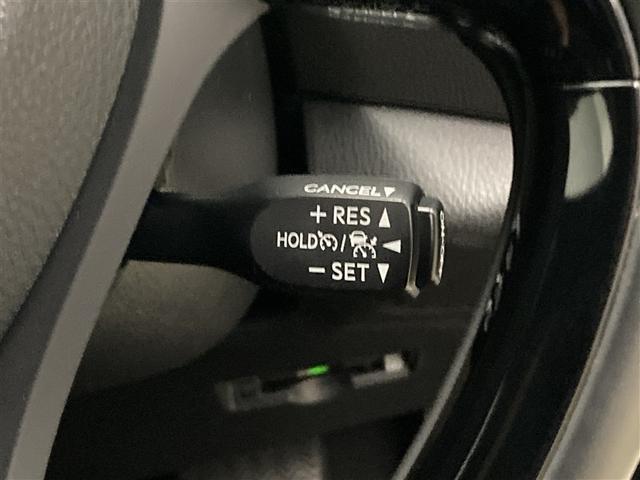 CANCEL▼
+ RES ▲
HOLD / ◄
− SET ▼